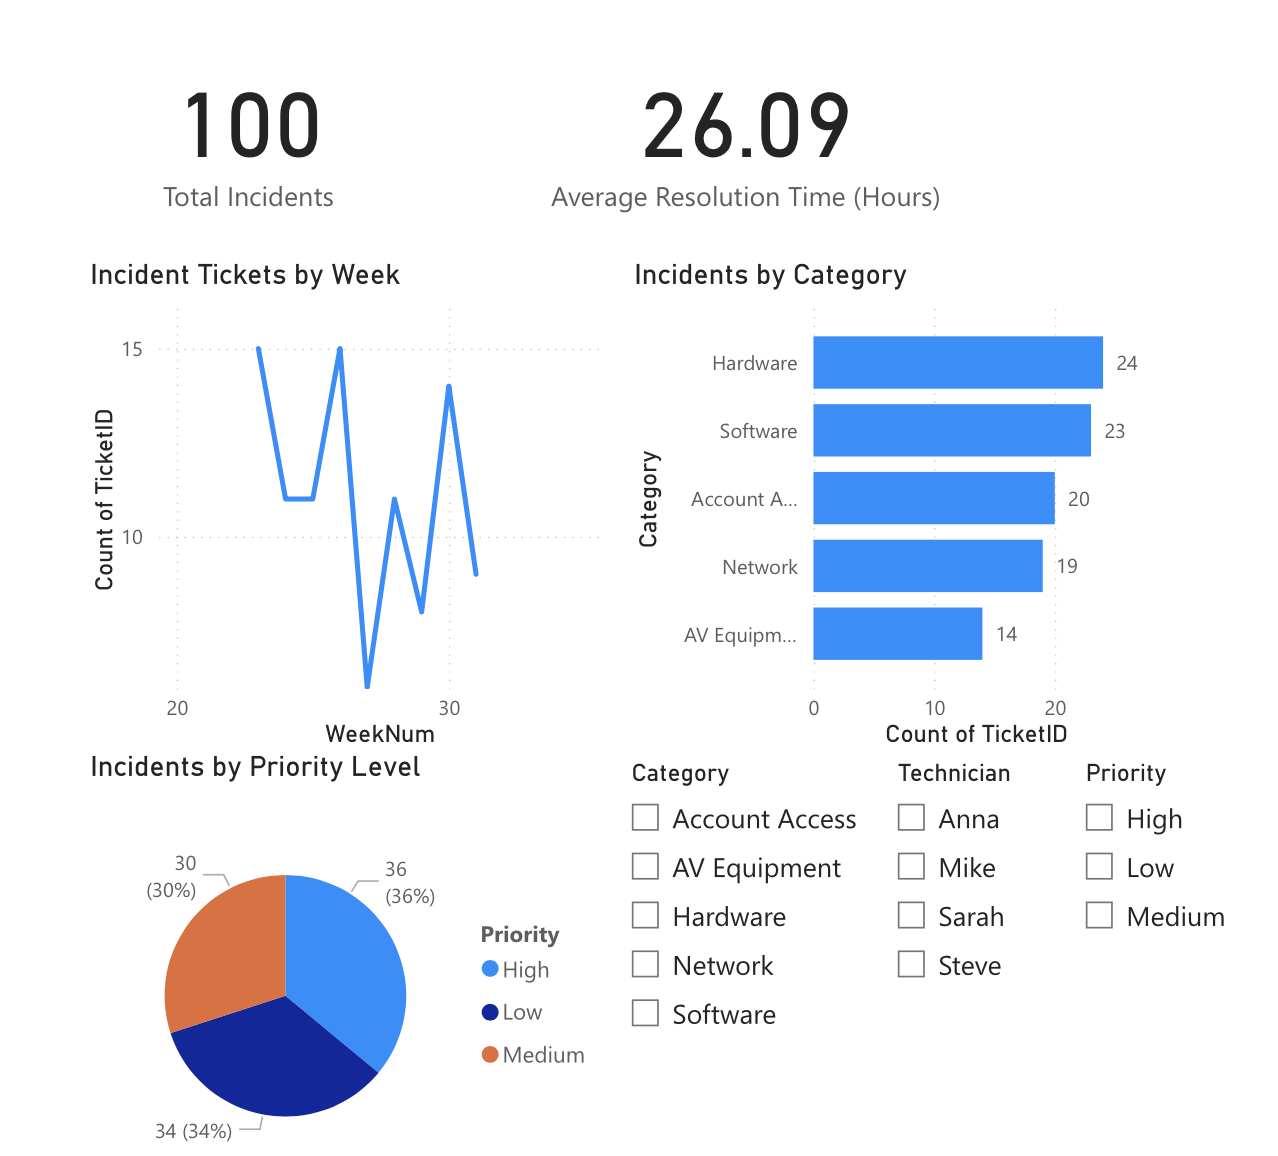 100
Total Incidents
26.09
Average Resolution Time (Hours)
Incident Tickets by Week
15
10
Count of TicketID
20
30
WeekNum
Incidents by Category
Category
Hardware
24
Software
23
Account A...
20
Network
19
AV Equipm...
14
0
10
20
Count of TicketID
Incidents by Priority Level
30
(30%)
36
(36%)
34 (34%)
Priority
High
Low
Medium
Category
Account Access
AV Equipment
Hardware
Network
Software
Technician
Anna
Mike
Sarah
Steve
Priority
High
Low
Medium